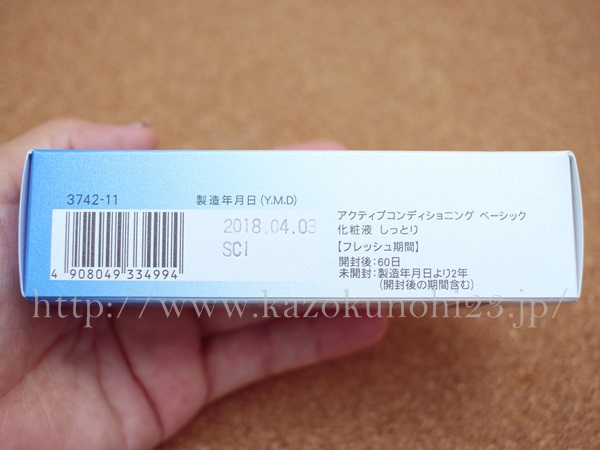 3742-11
製造年月日(Y.M.D)
2018.04.03
SCI
4 908049 334994
アクティブコンディショニング ベーシック
化粧液 しっとり
【フレッシュ期間】
開封後:60日
未開封:製造年月日より2年
(開封後の期間含む)
http://www.kazokunohi23.jp/